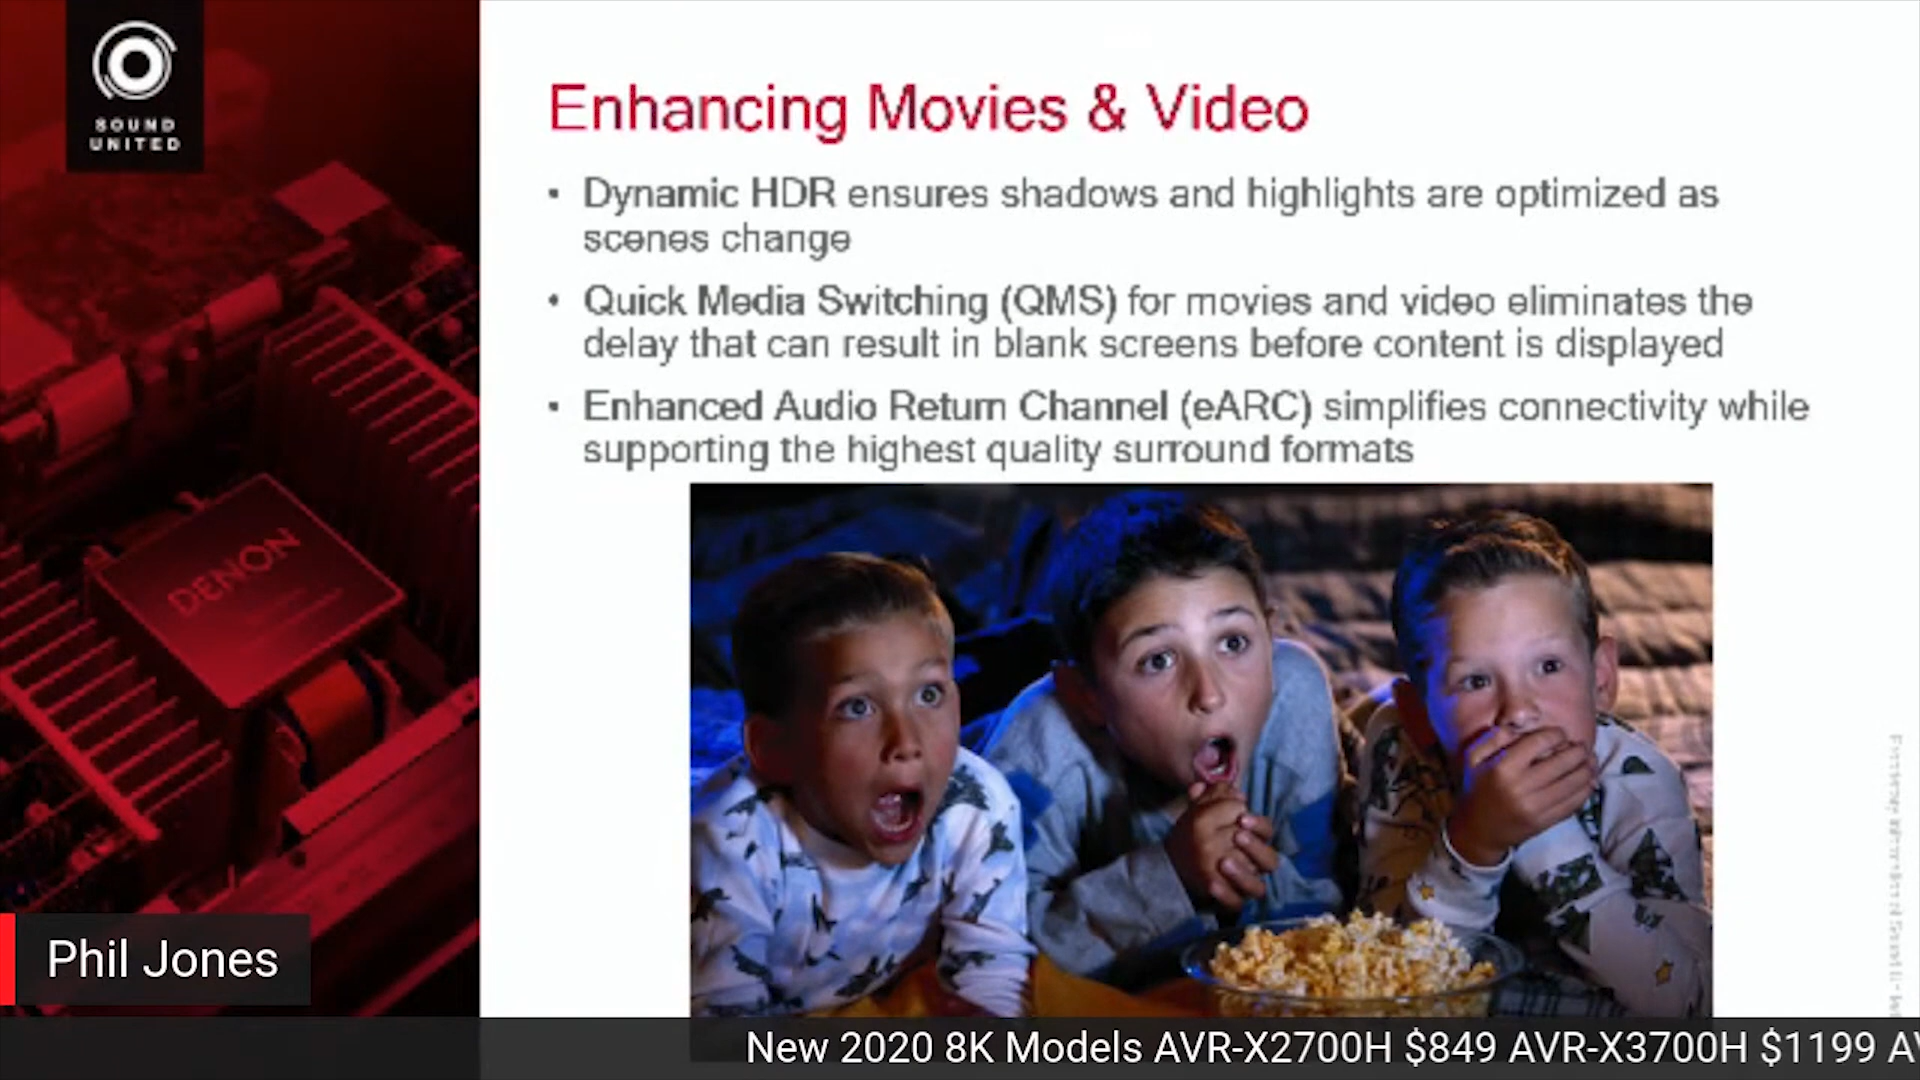 SOUND
UNITED
Enhancing Movies & Video
• Dynamic HDR ensures shadows and highlights are optimized as
scenes change
• Quick Media Switching (QMS) for movies and video eliminates the
delay that can result in blank screens before content is displayed
• Enhanced Audio Return Channel (eARC) simplifies connectivity while
supporting the highest quality surround formats
DENON
Phil Jones
New 2020 8K Models AVR-X2700H $849 AVR-X3700H $1199 AV